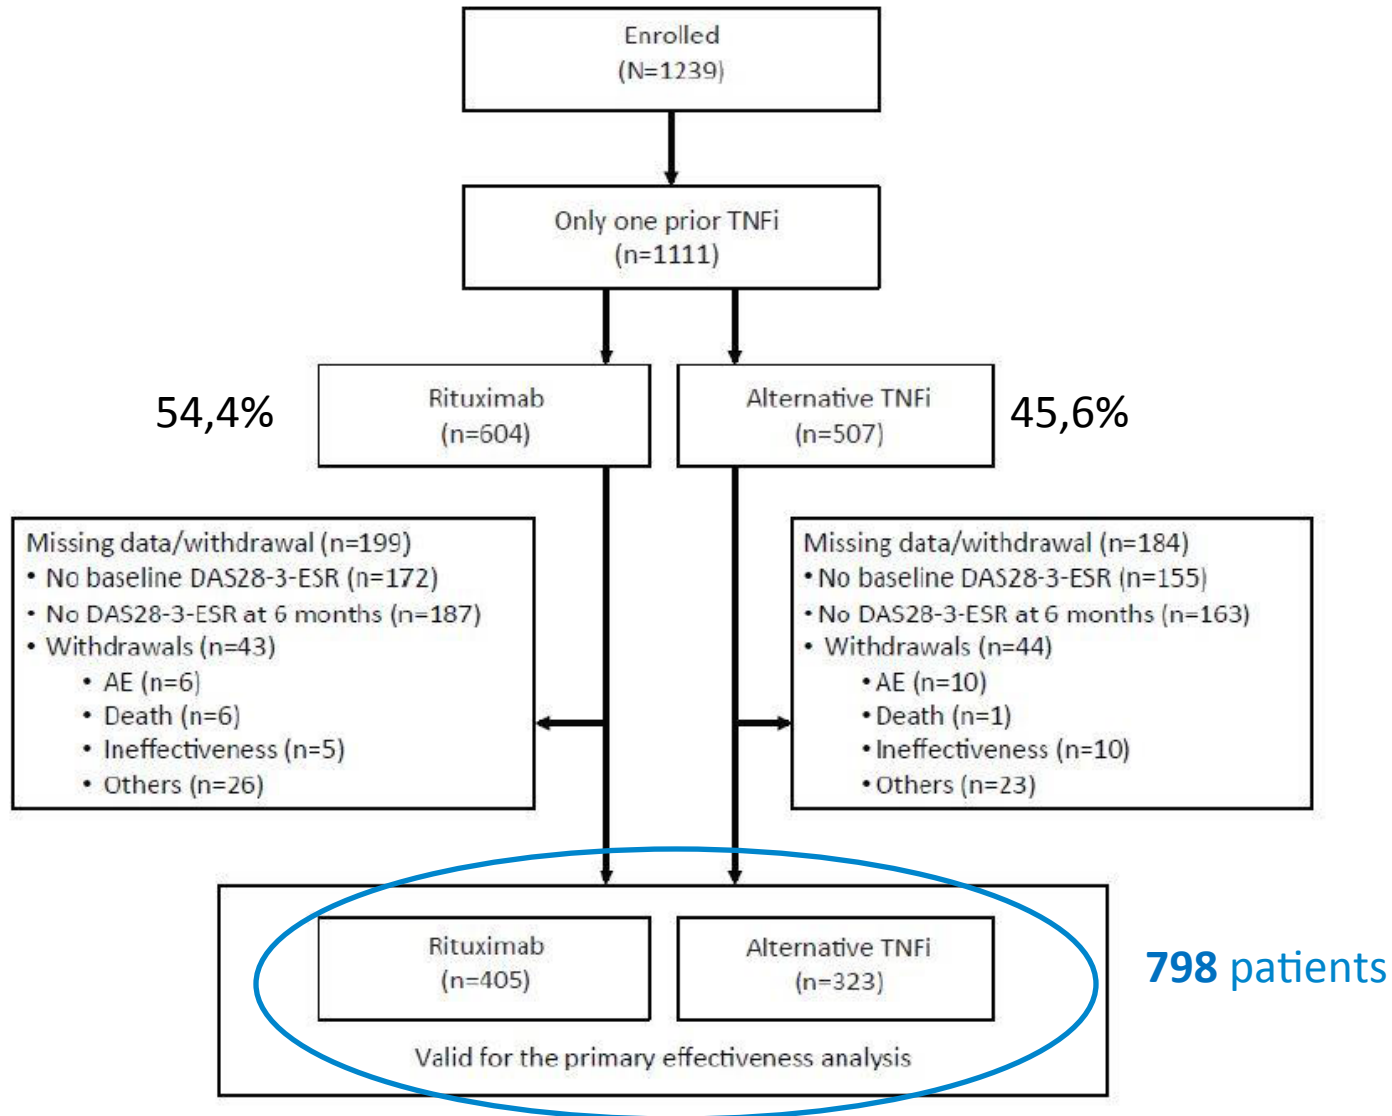 Enrolled
(N=1239)
Only one prior TNFi
(n=1111)
54,4%
Rituximab
(n=604)
Alternative TNFi
(n=507)
45,6%
Missing data/withdrawal (n=199)
• No baseline DAS28-3-ESR (n=172)
• No DAS28-3-ESR at 6 months (n=187)
• Withdrawals (n=43)
• AE (n=6)
• Death (n=6)
• Ineffectiveness (n=5)
• Others (n=26)
Missing data/withdrawal (n=184)
• No baseline DAS28-3-ESR (n=155)
• No DAS28-3-ESR at 6 months (n=163)
• Withdrawals (n=44)
• AE (n=10)
• Death (n=1)
• Ineffectiveness (n=10)
• Others (n=23)
Rituximab
(n=405)
Alternative TNFi
(n=323)
798 patients
Valid for the primary effectiveness analysis